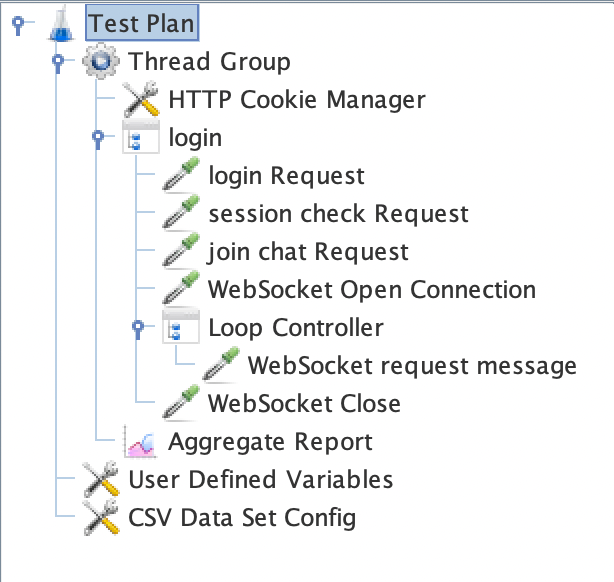 Test Plan
Thread Group
HTTP Cookie Manager
login
login Request
session check Request
join chat Request
WebSocket Open Connection
Loop Controller
WebSocket request message
WebSocket Close
Aggregate Report
User Defined Variables
CSV Data Set Config